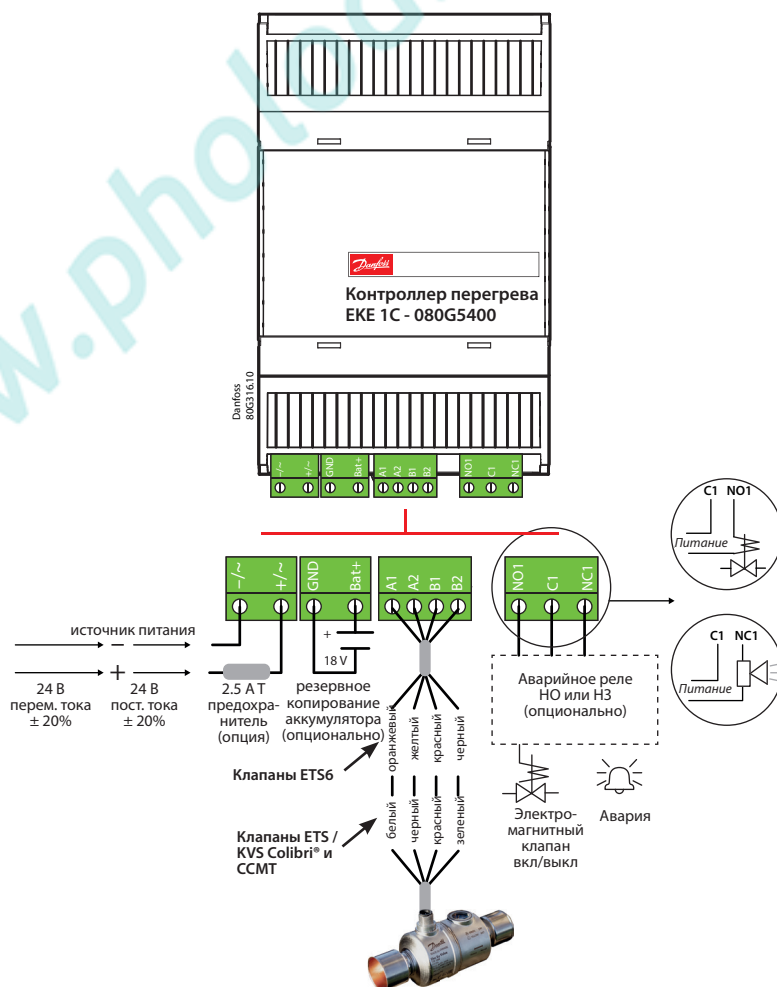 www.pholod
Danfoss
Контроллер перегрева
EKE 1C - 080G5400
Danfoss
80G316.10
-/~
+/~
GND
Bat+
A1
A2
B1
B2
NO1
C1
NC1
C1 NO1
Питание
-/~
+/~
GND
Bat+
A1
A2
B1
B2
NO1
C1
NC1
источник питания
−
+
24 В
перем. тока
± 20%
24 В
пост. тока
± 20%
2.5 А Т
предохра-
нитель
(опция)
+
18 V
резервное
копирование
аккумулятора
(опционально)
оранжевый
желтый
красный
черный
Клапаны ETS6
белый
черный
красный
зеленый
Клапаны ETS /
KVS Colibri® и
CCMT
Аварийное реле
НО или НЗ
(опционально)
C1 NC1
Питание
Электро-
магнитный
клапан
вкл/выкл
Авария
Danfoss